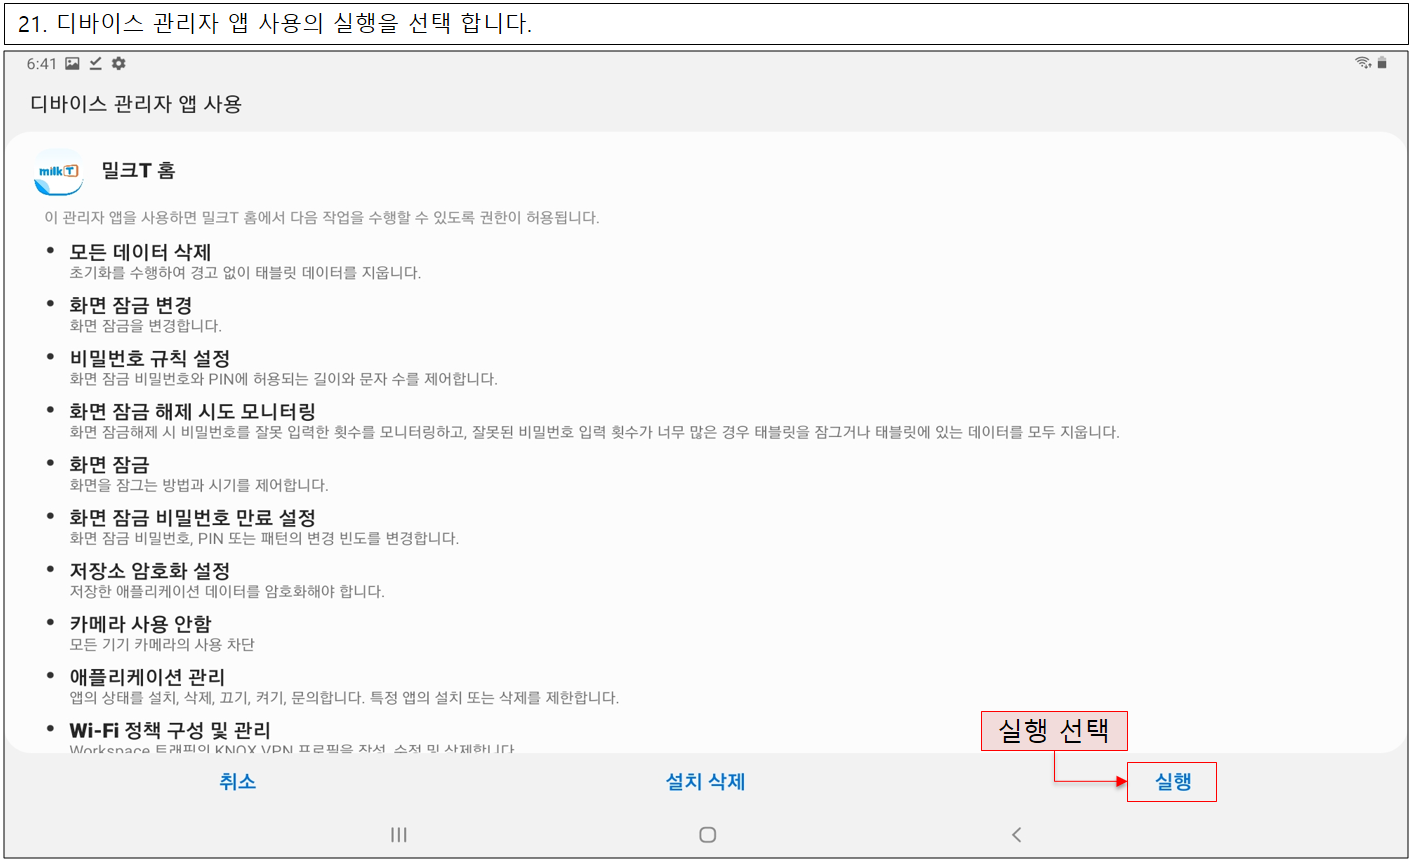 21. 디바이스 관리자 앱 사용의 실행을 선택 합니다.
6:41
디바이스 관리자 앱 사용
milk T
밀크T 홈
이 관리자 앱을 사용하면 밀크T 홈에서 다음 작업을 수행할 수 있도록 권한이 허용됩니다.
• 모든 데이터 삭제
초기화를 수행하여 경고 없이 태블릿 데이터를 지웁니다.
• 화면 잠금 변경
화면 잠금을 변경합니다.
• 비밀번호 규칙 설정
화면 잠금 비밀번호와 PIN에 허용되는 길이와 문자 수를 제어합니다.
• 화면 잠금 해제 시도 모니터링
화면 잠금해제 시 비밀번호를 잘못 입력한 횟수를 모니터링하고, 잘못된 비밀번호 입력 횟수가 너무 많은 경우 태블릿을 잠그거나 태블릿에 있는 데이터를 모두 지웁니다.
• 화면 잠금
화면을 잠그는 방법과 시기를 제어합니다.
• 화면 잠금 비밀번호 만료 설정
화면 잠금 비밀번호, PIN 또는 패턴의 변경 빈도를 변경합니다.
• 저장소 암호화 설정
저장한 애플리케이션 데이터를 암호화해야 합니다.
• 카메라 사용 안함
모든 기기 카메라의 사용 차단
• 애플리케이션 관리
앱의 상태를 설치, 삭제, 끄기, 켜기, 문의합니다. 특정 앱의 설치 또는 삭제를 제한합니다.
• Wi-Fi 정책 구성 및 관리
Workspace 트래픽의 KNOX VPN 프로필을 작성, 수정 및 삭제합니다.
실행 선택
취소
설치 삭제
실행